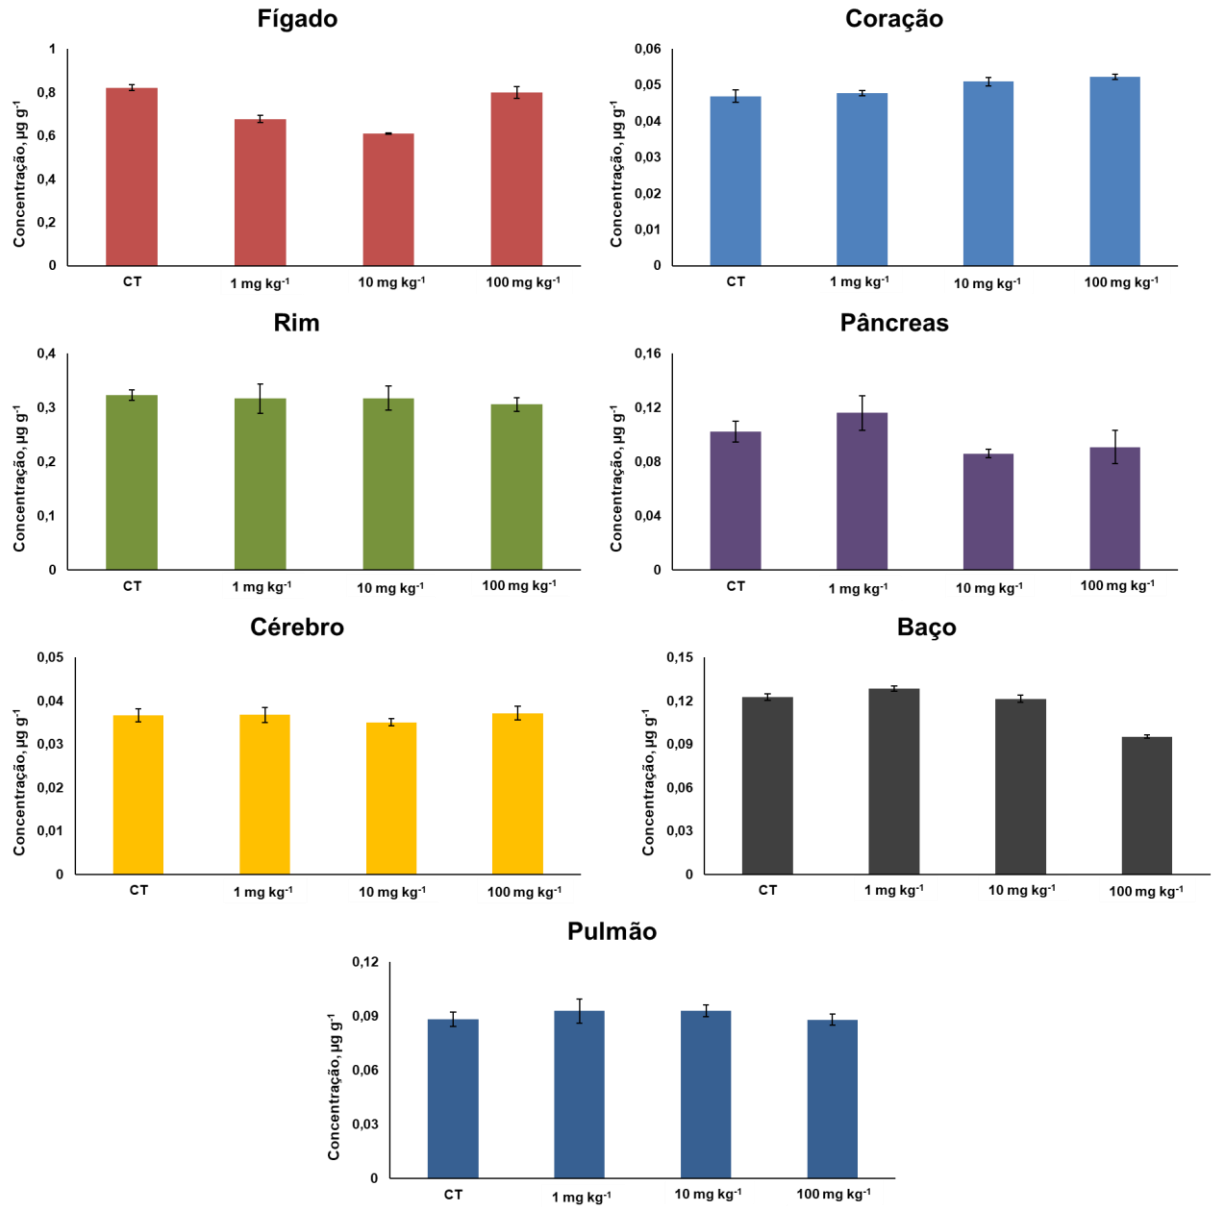 Fígado
Concentração, µg g⁻¹
1
0,8
0,6
0,4
0,2
0
CT
1 mg kg⁻¹
10 mg kg⁻¹
100 mg kg⁻¹
Coração
Concentração, µg g⁻¹
0,06
0,05
0,04
0,03
0,02
0,01
0
CT
1 mg kg⁻¹
10 mg kg⁻¹
100 mg kg⁻¹
Rim
Concentração, µg g⁻¹
0,4
0,3
0,2
0,1
0
CT
1 mg kg⁻¹
10 mg kg⁻¹
100 mg kg⁻¹
Pâncreas
Concentração, µg g⁻¹
0,16
0,12
0,08
0,04
0
CT
1 mg kg⁻¹
10 mg kg⁻¹
100 mg kg⁻¹
Cérebro
Concentração, µg g⁻¹
0,05
0,04
0,03
0,02
0,01
0
CT
1 mg kg⁻¹
10 mg kg⁻¹
100 mg kg⁻¹
Baço
Concentração, µg g⁻¹
0,15
0,12
0,09
0,06
0,03
0
CT
1 mg kg⁻¹
10 mg kg⁻¹
100 mg kg⁻¹
Pulmão
Concentração, µg g⁻¹
0,12
0,09
0,06
0,03
0
CT
1 mg kg⁻¹
10 mg kg⁻¹
100 mg kg⁻¹